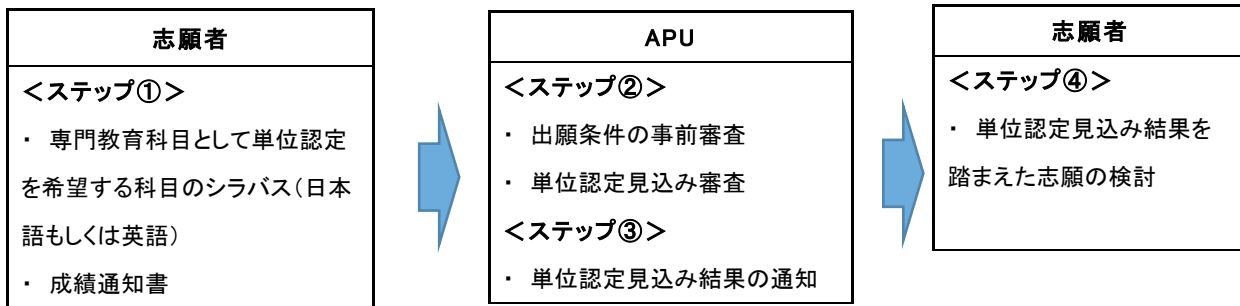 志願者
<ステップ①>
・ 専門教育科目として単位認定
を希望する科目のシラバス(日本
語もしくは英語)
・ 成績通知書
APU
<ステップ②>
・ 出願条件の事前審査
・ 単位認定見込み審査
<ステップ③>
・ 単位認定見込み結果の通知
志願者
<ステップ④>
・ 単位認定見込み結果を
踏まえた志願の検討